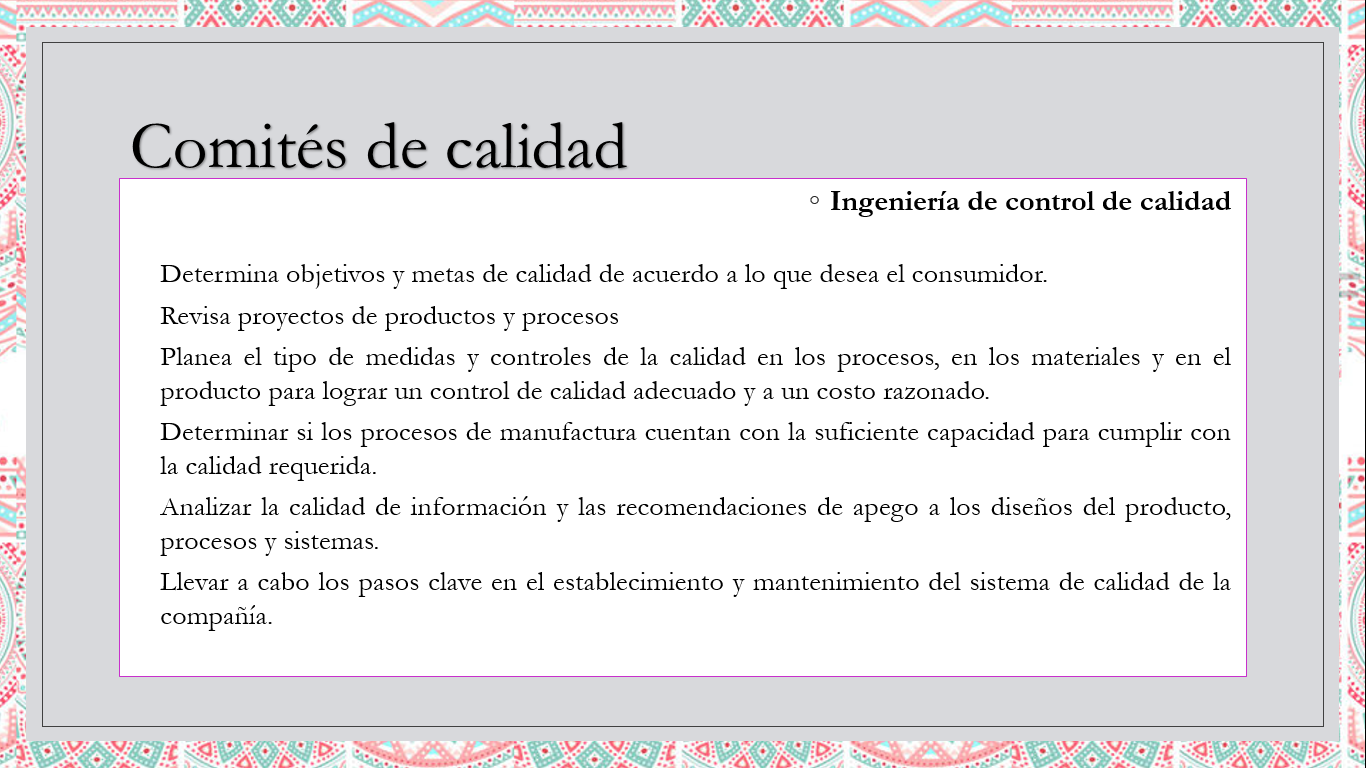 Comités de calidad
◦ Ingeniería de control de calidad
Determina objetivos y metas de calidad de acuerdo a lo que desea el consumidor.
Revisa proyectos de productos y procesos
Planea el tipo de medidas y controles de la calidad en los procesos, en los materiales y en el
producto para lograr un control de calidad adecuado y a un costo razonado.
Determinar si los procesos de manufactura cuentan con la suficiente capacidad para cumplir con
la calidad requerida.
Analizar la calidad de información y las recomendaciones de apego a los diseños del producto,
procesos y sistemas.
Llevar a cabo los pasos clave en el establecimiento y mantenimiento del sistema de calidad de la
compañía.